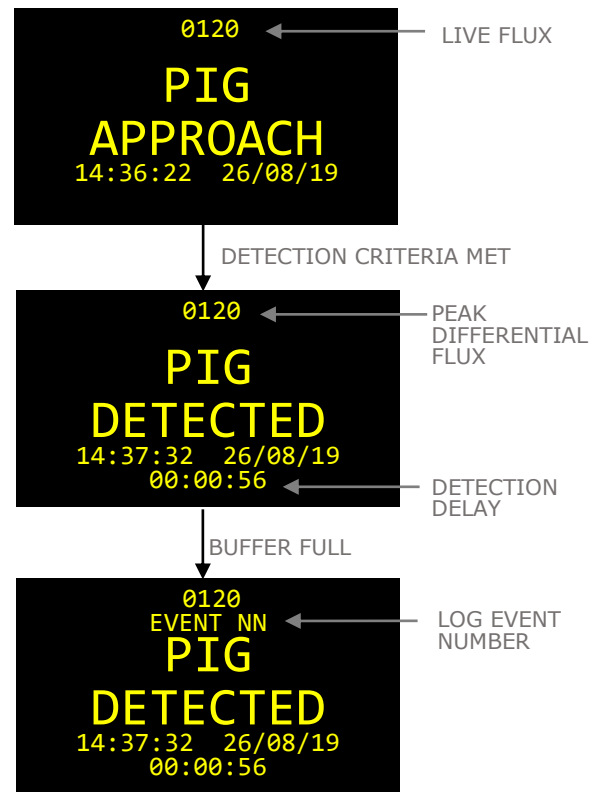 0120
LIVE FLUX
PIG
APPROACH
14:36:22 26/08/19
DETECTION CRITERIA MET
0120
PEAK
DIFFERENTIAL
FLUX
PIG
DETECTED
14:37:32 26/08/19
00:00:56
DETECTION
DELAY
BUFFER FULL
0120
EVENT NN
LOG EVENT
NUMBER
PIG
DETECTED
14:37:32 26/08/19
00:00:56